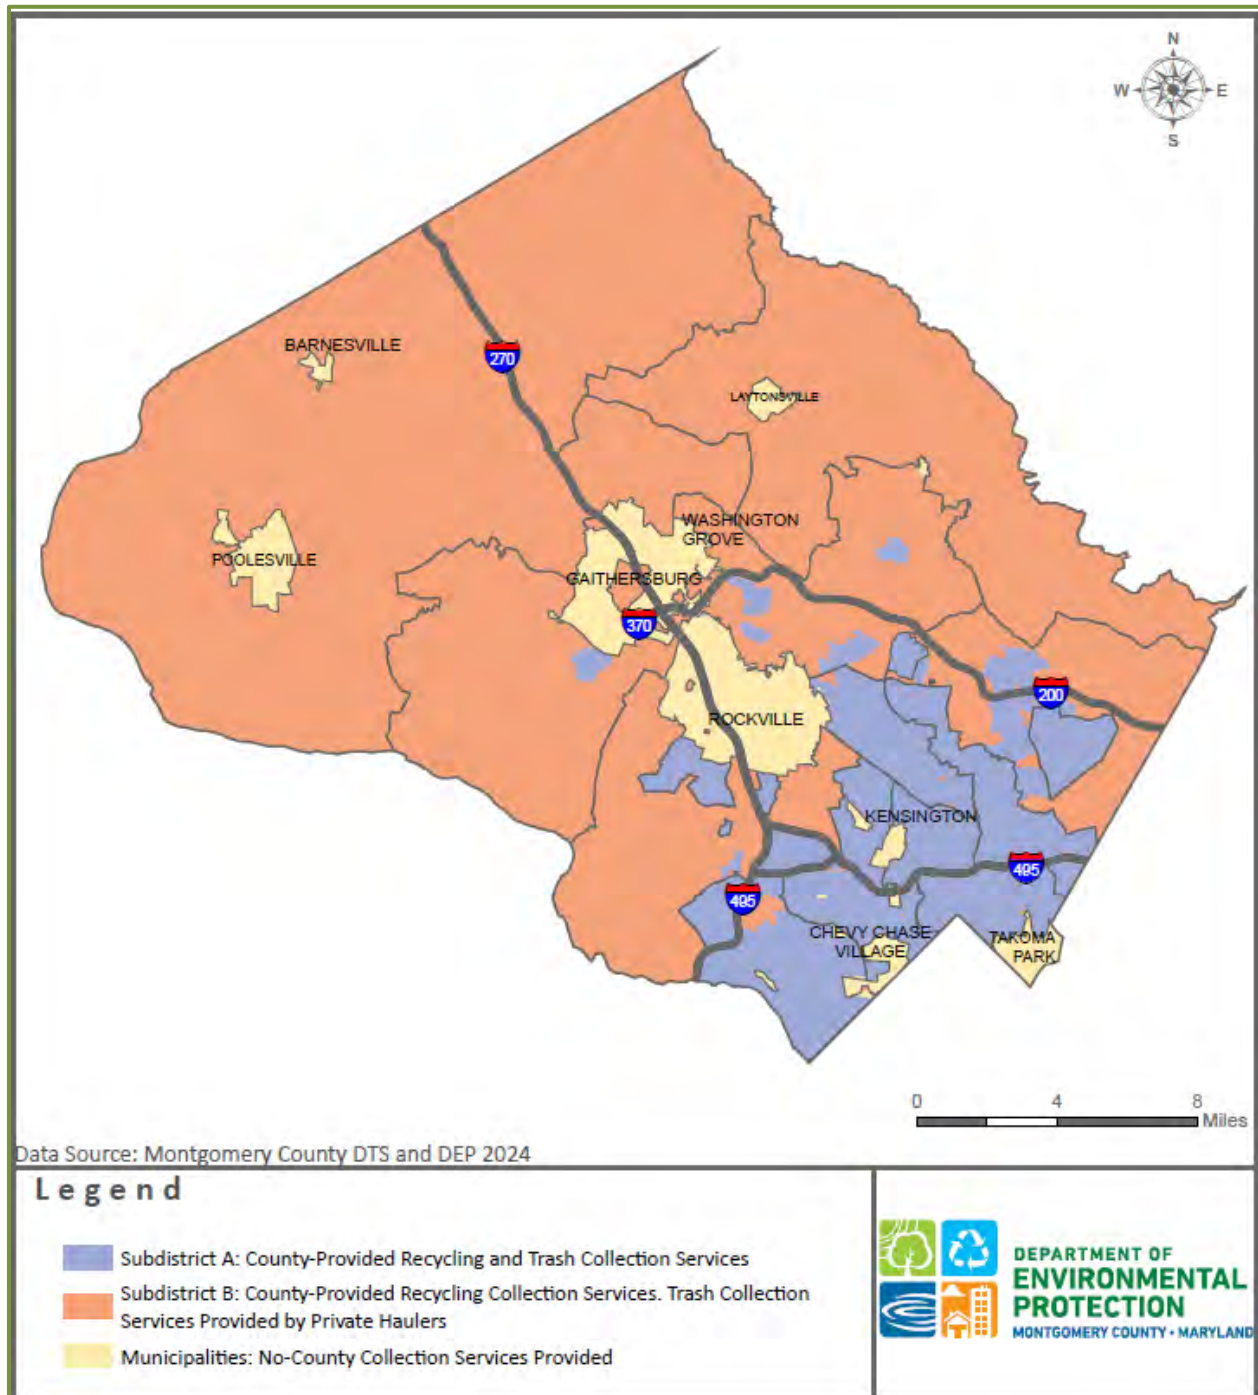 N
W
E
S
BARNESVILLE
270
LAYTONSVILLE
WASHINGTON
GROVE
POOLESVILLE
GAITHERSBURG
370
200
ROCKVILLE
KENSINGTON
495
495
CHEVY CHASE
VILLAGE
TAKOMA
PARK
0 4 8
Miles
Data Source: Montgomery County DTS and DEP 2024
Legend
Subdistrict A: County-Provided Recycling and Trash Collection Services
Subdistrict B: County-Provided Recycling Collection Services. Trash Collection
Services Provided by Private Haulers
Municipalities: No-County Collection Services Provided
DEPARTMENT OF
ENVIRONMENTAL
PROTECTION
MONTGOMERY COUNTY • MARYLAND